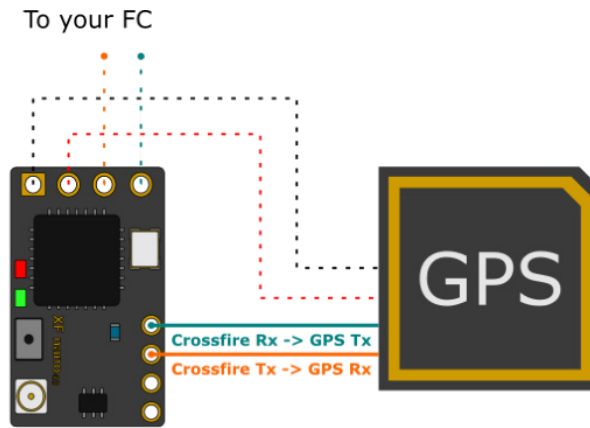 To your FC
GPS
Crossfire Rx -> GPS Tx
Crossfire Tx -> GPS Rx